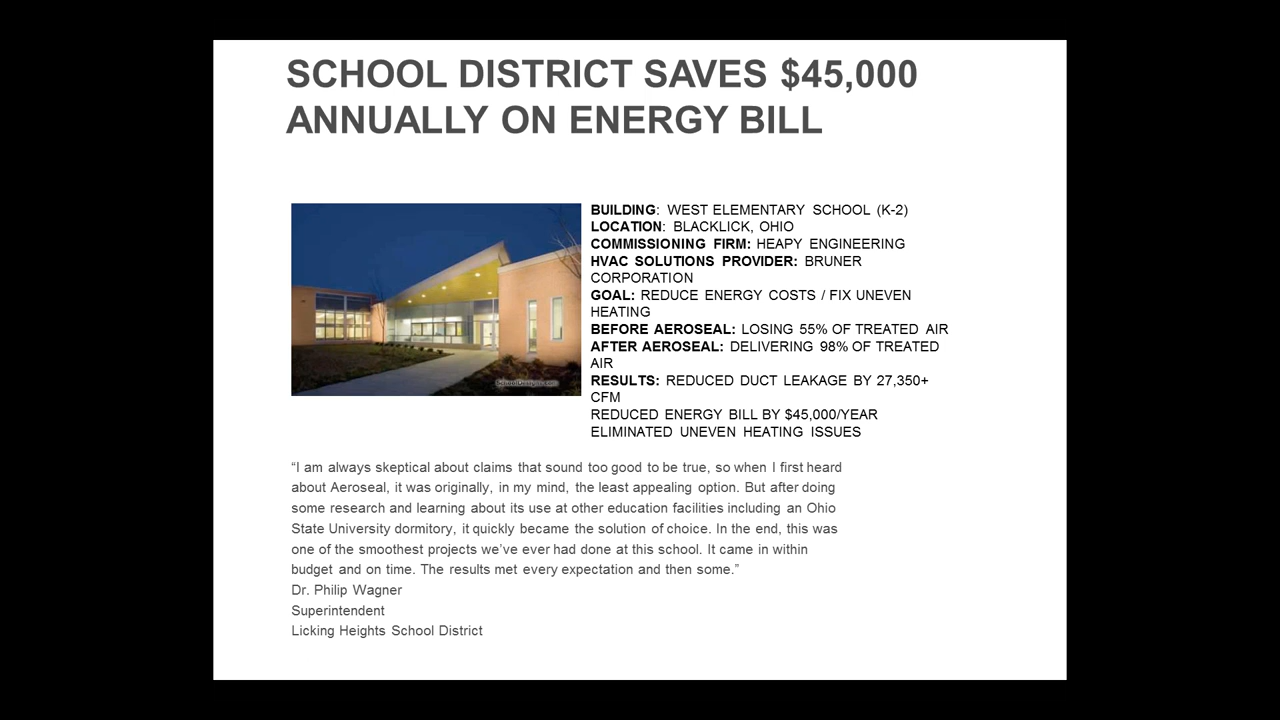 SCHOOL DISTRICT SAVES $45,000
ANNUALLY ON ENERGY BILL
BUILDING: WEST ELEMENTARY SCHOOL (K-2)
LOCATION: BLACKLICK, OHIO
COMMISSIONING FIRM: HEAPY ENGINEERING
HVAC SOLUTIONS PROVIDER: BRUNER
CORPORATION
GOAL: REDUCE ENERGY COSTS / FIX UNEVEN
HEATING
BEFORE AEROSEAL: LOSING 55% OF TREATED AIR
AFTER AEROSEAL: DELIVERING 98% OF TREATED
AIR
RESULTS: REDUCED DUCT LEAKAGE BY 27,350+
CFM
REDUCED ENERGY BILL BY $45,000/YEAR
ELIMINATED UNEVEN HEATING ISSUES
SchoolDesigns.com
“I am always skeptical about claims that sound too good to be true, so when I first heard
about Aeroseal, it was originally, in my mind, the least appealing option. But after doing
some research and learning about its use at other education facilities including an Ohio
State University dormitory, it quickly became the solution of choice. In the end, this was
one of the smoothest projects we’ve ever had done at this school. It came in within
budget and on time. The results met every expectation and then some.”
Dr. Philip Wagner
Superintendent
Licking Heights School District